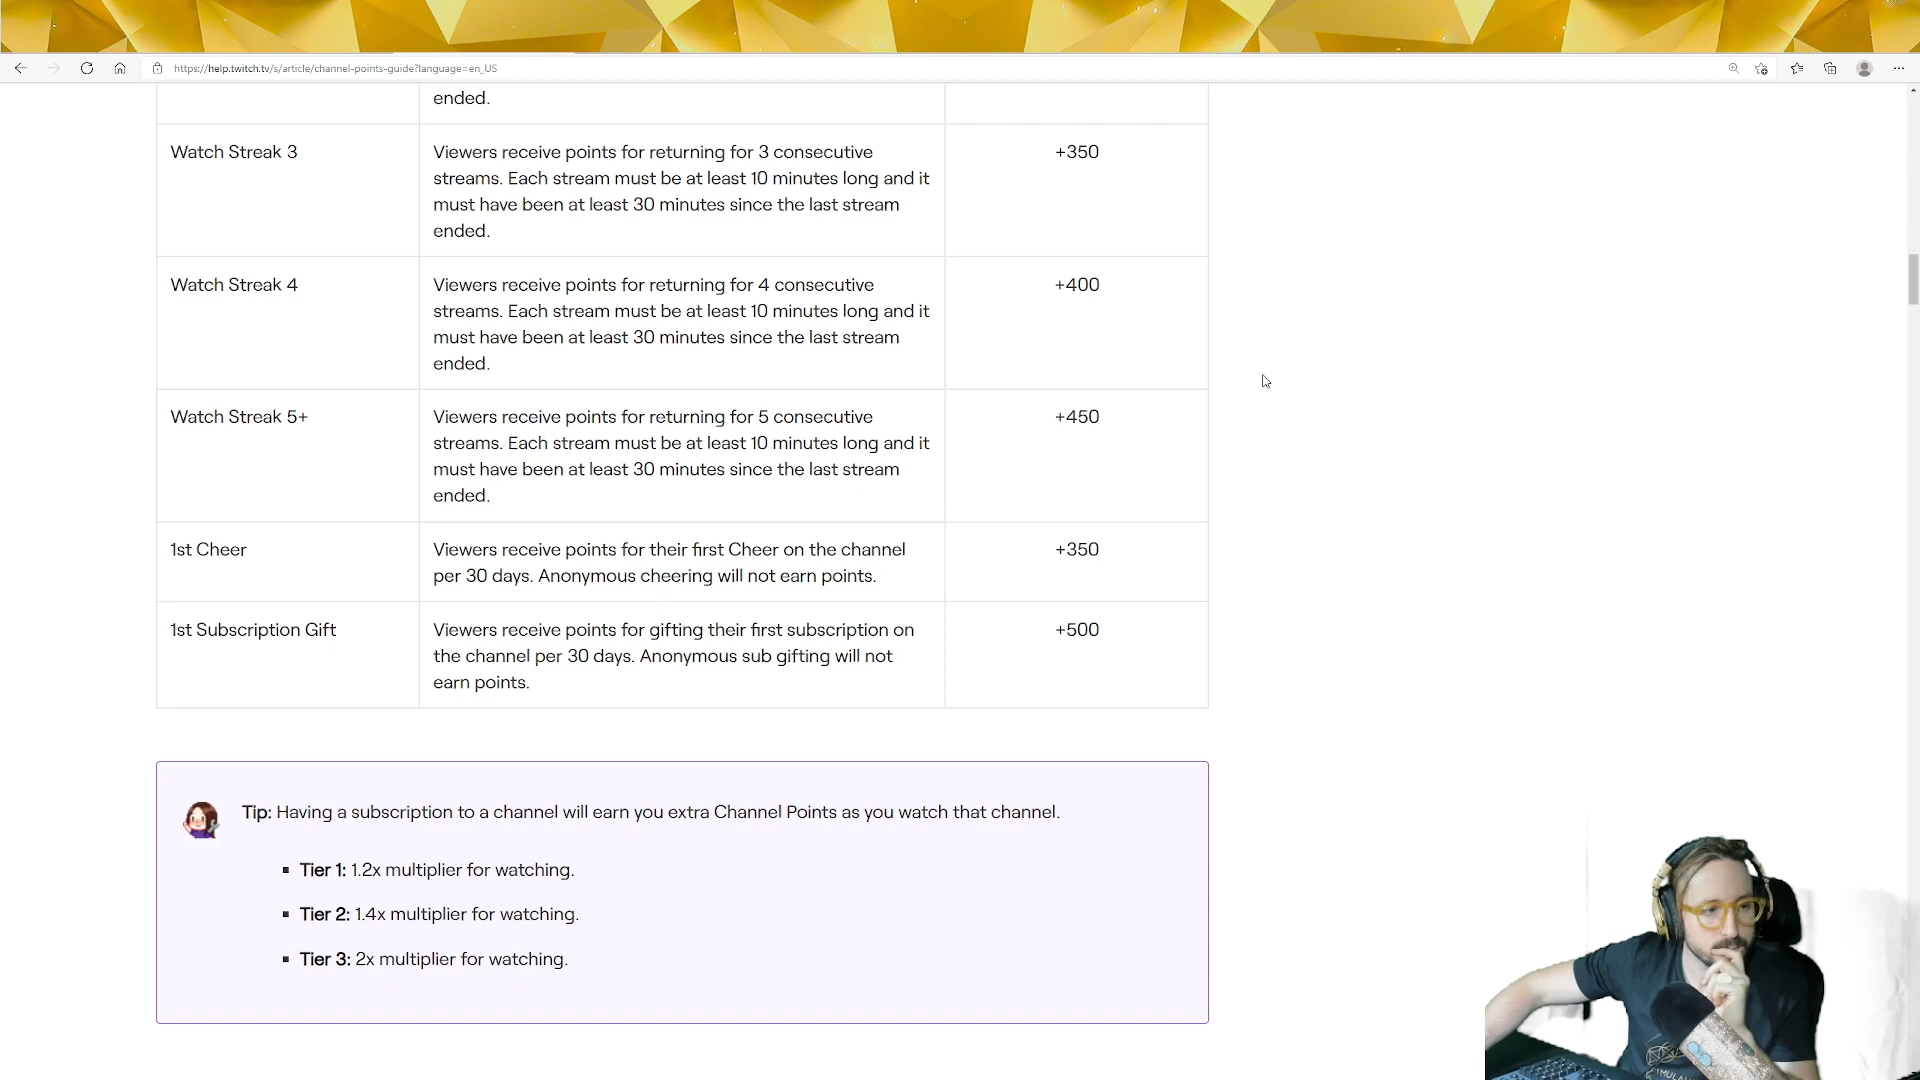 https://help.twitch.tv/s/article/channel-points-guide?language=en_US
ended.
Watch Streak 3
Viewers receive points for returning for 3 consecutive
streams. Each stream must be at least 10 minutes long and it
must have been at least 30 minutes since the last stream
ended.
+350
Watch Streak 4
Viewers receive points for returning for 4 consecutive
streams. Each stream must be at least 10 minutes long and it
must have been at least 30 minutes since the last stream
ended.
+400
Watch Streak 5+
Viewers receive points for returning for 5 consecutive
streams. Each stream must be at least 10 minutes long and it
must have been at least 30 minutes since the last stream
ended.
+450
1st Cheer
Viewers receive points for their first Cheer on the channel
per 30 days. Anonymous cheering will not earn points.
+350
1st Subscription Gift
Viewers receive points for gifting their first subscription on
the channel per 30 days. Anonymous sub gifting will not
earn points.
+500
Tip: Having a subscription to a channel will earn you extra Channel Points as you watch that channel.
Tier 1: 1.2x multiplier for watching.
Tier 2: 1.4x multiplier for watching.
Tier 3: 2x multiplier for watching.